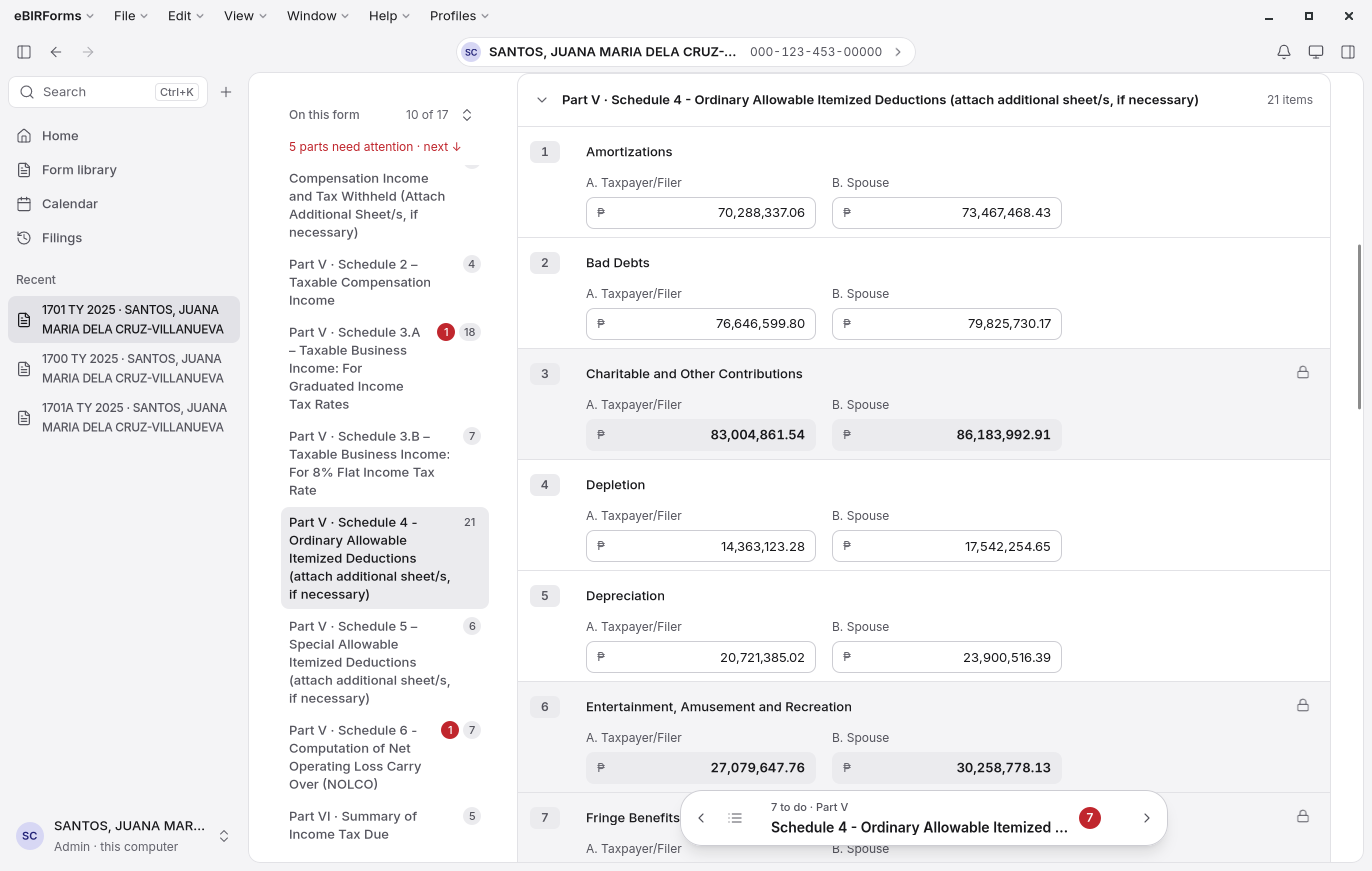 eBIRForms File Edit View Window Help Profiles
SC SANTOS, JUANA MARIA DELA CRUZ-... 000-123-453-00000
Search Ctrl+K
Home
Form library
Calendar
Filings
Recent
1701 TY 2025 · SANTOS, JUANA
MARIA DELA CRUZ-VILLANUEVA
1700 TY 2025 · SANTOS, JUANA
MARIA DELA CRUZ-VILLANUEVA
1701A TY 2025 · SANTOS, JUANA
MARIA DELA CRUZ-VILLANUEVA
SC SANTOS, JUANA MAR...
Admin · this computer
On this form 10 of 17
5 parts need attention · next ↓
Compensation Income
and Tax Withheld (Attach
Additional Sheet/s, if
necessary)
Part V · Schedule 2 – 4
Taxable Compensation
Income
Part V · Schedule 3.A 1 18
– Taxable Business
Income: For
Graduated Income
Tax Rates
Part V · Schedule 3.B – 7
Taxable Business Income:
For 8% Flat Income Tax
Rate
Part V · Schedule 4 - 21
Ordinary Allowable
Itemized Deductions
(attach additional sheet/s,
if necessary)
Part V · Schedule 5 – 6
Special Allowable
Itemized Deductions
(attach additional sheet/s,
if necessary)
Part V · Schedule 6 - 1 7
Computation of Net
Operating Loss Carry
Over (NOLCO)
Part VI · Summary of 5
Income Tax Due
Part V · Schedule 4 - Ordinary Allowable Itemized Deductions (attach additional sheet/s, if necessary) 21 items
1 Amortizations
A. Taxpayer/Filer B. Spouse
₱ 70,288,337.06 ₱ 73,467,468.43
2 Bad Debts
A. Taxpayer/Filer B. Spouse
₱ 76,646,599.80 ₱ 79,825,730.17
3 Charitable and Other Contributions
A. Taxpayer/Filer B. Spouse
₱ 83,004,861.54 ₱ 86,183,992.91
4 Depletion
A. Taxpayer/Filer B. Spouse
₱ 14,363,123.28 ₱ 17,542,254.65
5 Depreciation
A. Taxpayer/Filer B. Spouse
₱ 20,721,385.02 ₱ 23,900,516.39
6 Entertainment, Amusement and Recreation
A. Taxpayer/Filer B. Spouse
₱ 27,079,647.76 ₱ 30,258,778.13
7 Fringe Benefits
A. Taxpayer/Filer B. Spouse
7 to do · Part V
Schedule 4 - Ordinary Allowable Itemized ... 7